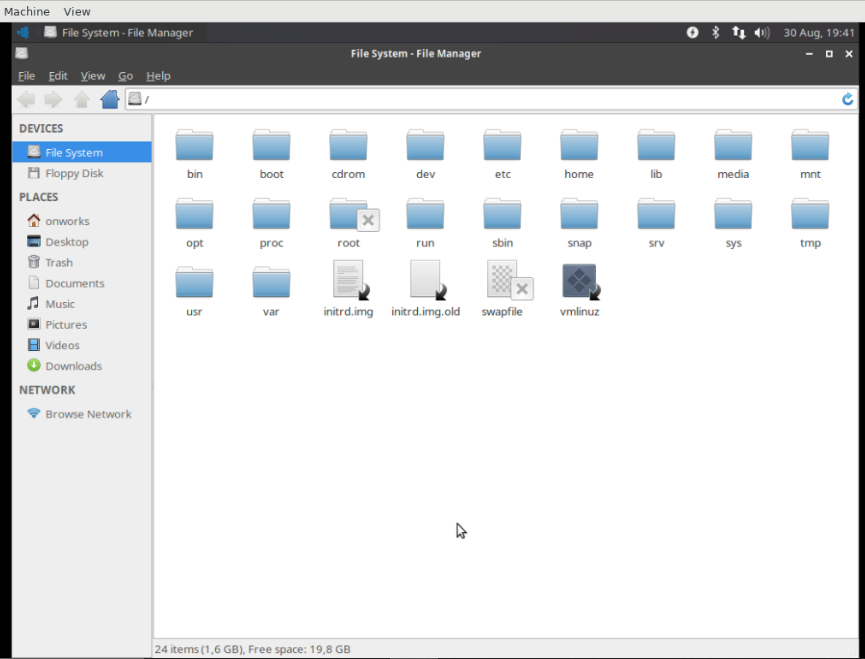 Machine View
File System - File Manager 30 Aug, 19:41
File System - File Manager
File Edit View Go Help
/
DEVICES
File System
Floppy Disk
PLACES
onworks
Desktop
Trash
Documents
Music
Pictures
Videos
Downloads
NETWORK
Browse Network
bin boot cdrom dev etc home lib media mnt
opt proc root run sbin snap srv sys tmp
usr var initrd.img initrd.img.old swapfile vmlinuz
24 items (1,6 GB), Free space: 19,8 GB